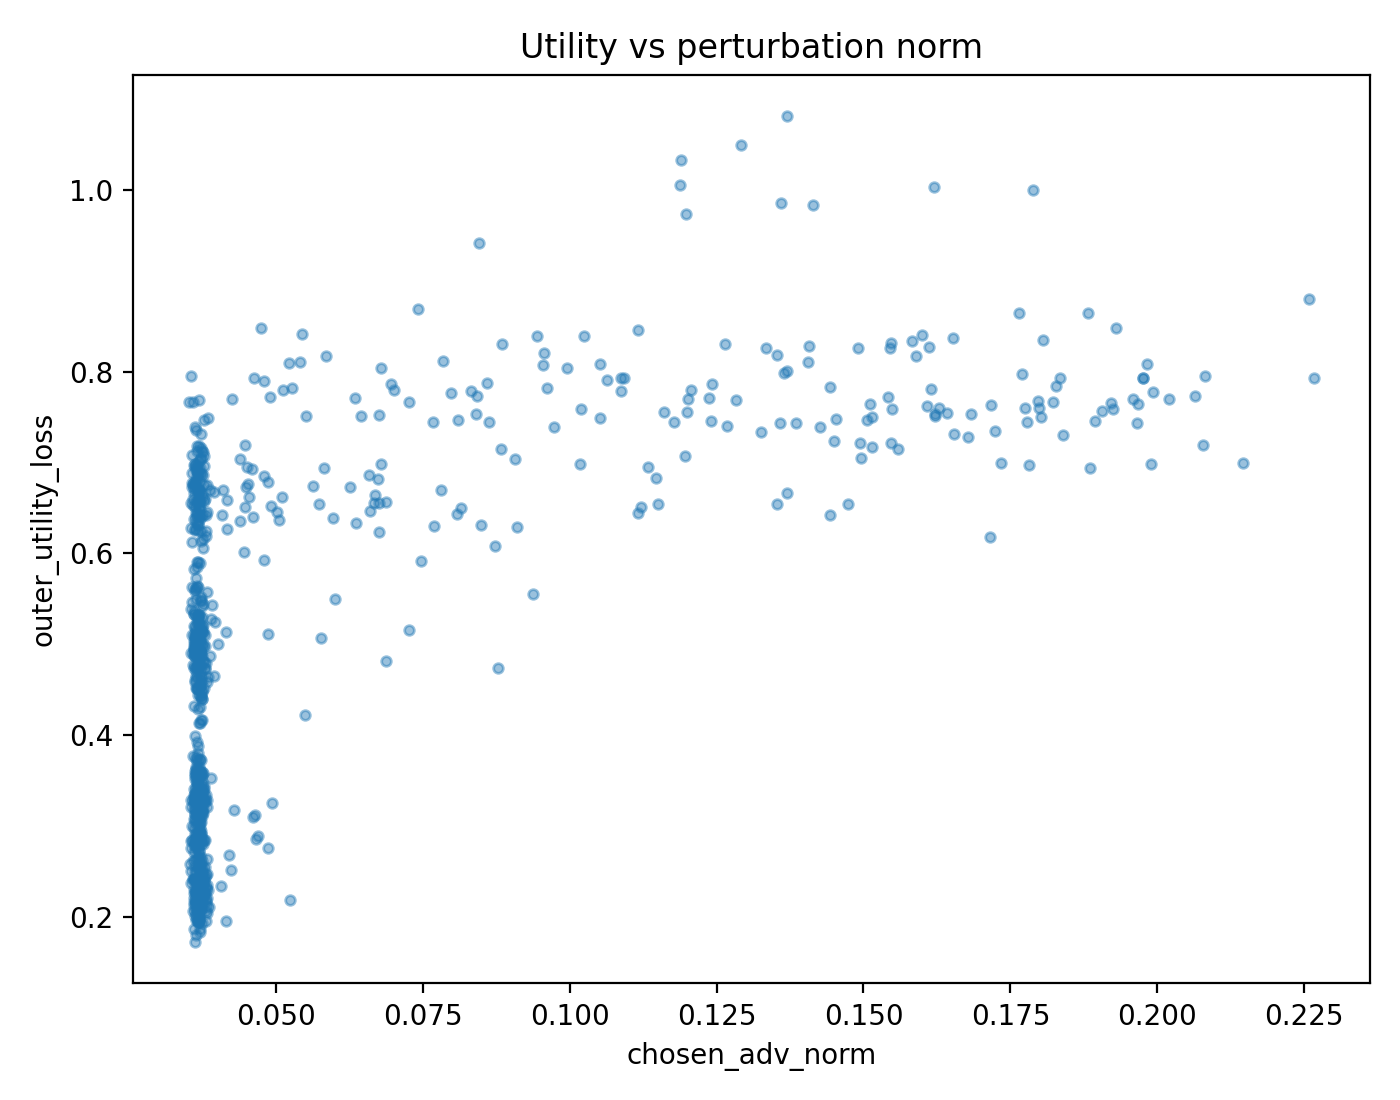 Utility vs perturbation norm
outer_utility_loss
1.0
0.8
0.6
0.4
0.2
0.050 0.075 0.100 0.125 0.150 0.175 0.200 0.225
chosen_adv_norm